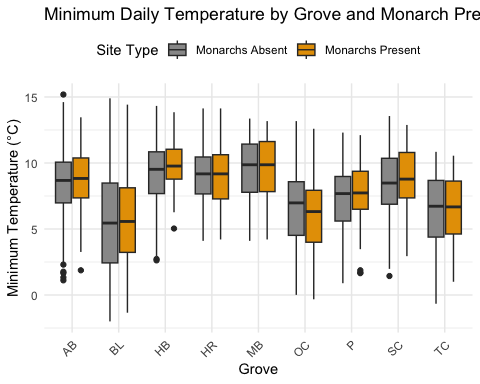 Minimum Daily Temperature by Grove and Monarch Pre
Site Type Monarchs Absent Monarchs Present
Minimum Temperature (°C)
15
10
5
0
AB BL HB HR MB OC P SC TC
Grove